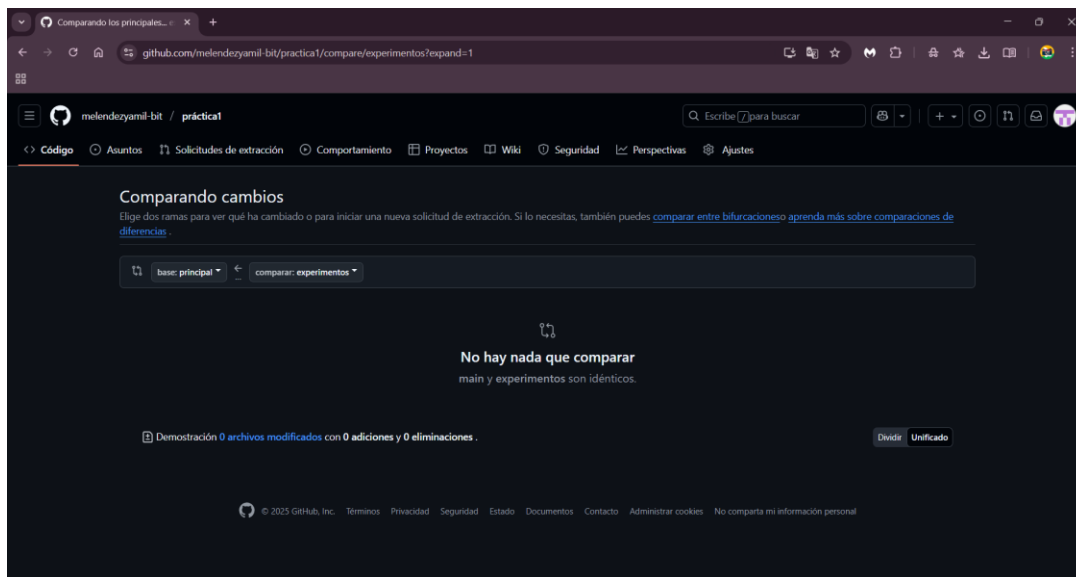 Comparando los principales... e
github.com/melendezyamil-bit/practica1/compare/experimentos?expand=1
melendezyamil-bit / práctica1
Escribe / para buscar
Código Asuntos Solicitudes de extracción Comportamiento Proyectos Wiki Seguridad Perspectivas Ajustes
Comparando cambios
Elige dos ramas para ver qué ha cambiado o para iniciar una nueva solicitud de extracción. Si lo necesitas, también puedes comparar entre bifurcacioneso aprenda más sobre comparaciones de
diferencias .
base: principal comparar: experimentos
...
No hay nada que comparar
main y experimentos son idénticos.
Demostración 0 archivos modificados con 0 adiciones y 0 eliminaciones .
Dividir Unificado
© 2025 GitHub, Inc. Términos Privacidad Seguridad Estado Documentos Contacto Administrar cookies No comparta mi información personal